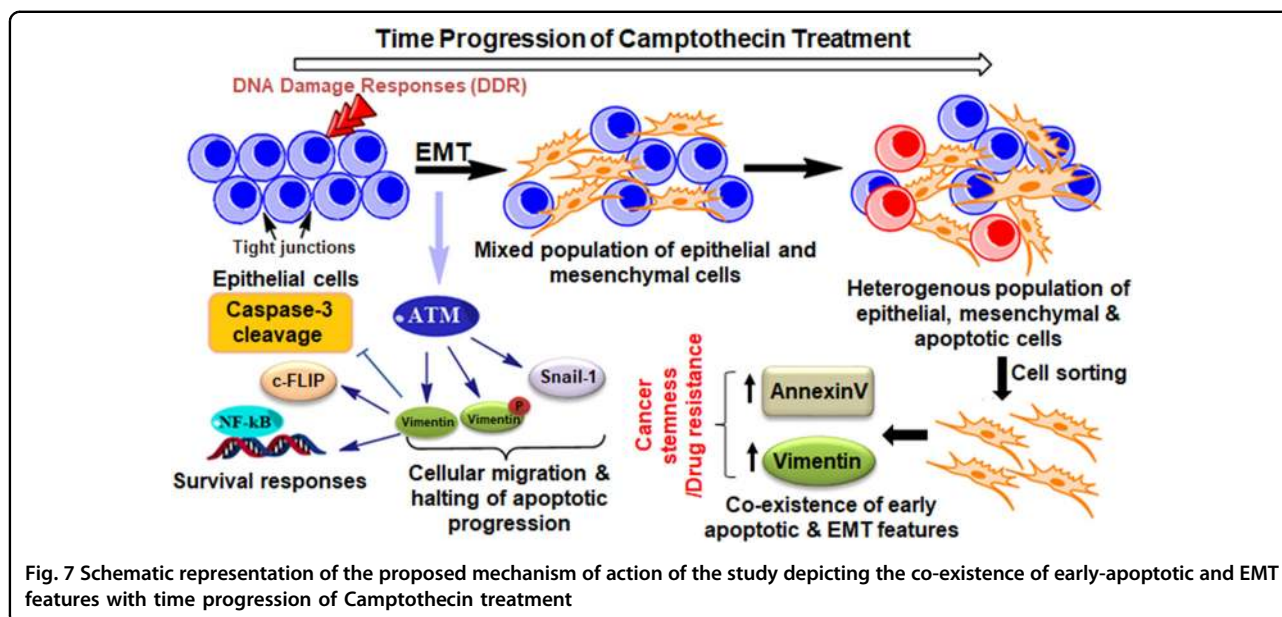 Time Progression of Camptothecin Treatment
DNA Damage Responses (DDR)
EMT
Tight junctions
Epithelial cells
Mixed population of epithelial and
mesenchymal cells
Heterogenous population of
epithelial, mesenchymal &
apoptotic cells
Caspase-3
cleavage
ATM
c-FLIP
Snail-1
NF-kB
Vimentin
Vimentin
P
Survival responses
Cellular migration &
halting of apoptotic
progression
Cell sorting
Cancer
stemness
/Drug resistance
AnnexinV
Vimentin
Co-existence of early
apoptotic & EMT features
Fig. 7 Schematic representation of the proposed mechanism of action of the study depicting the co-existence of early-apoptotic and EMT
features with time progression of Camptothecin treatment